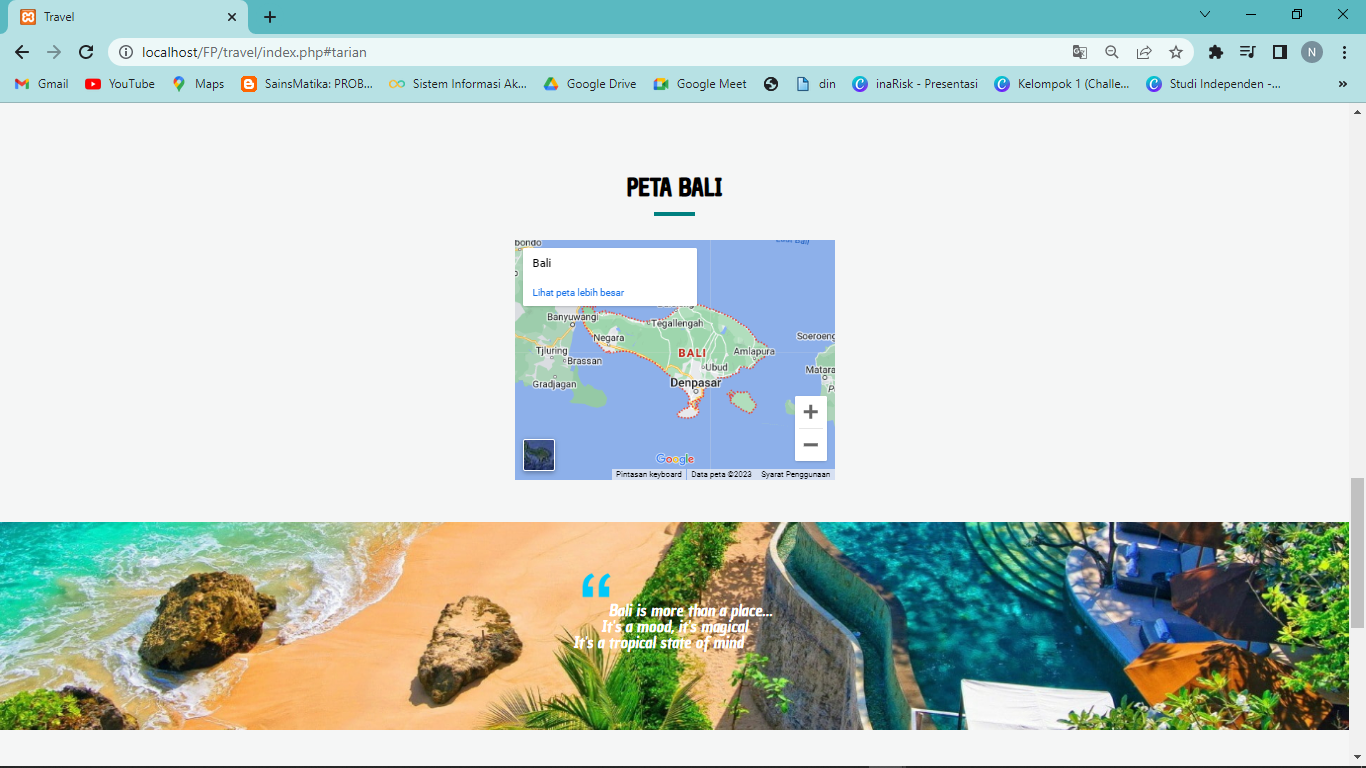 Travel
localhost/FP/travel/index.php#tarian
N
Gmail
YouTube
Maps
SainsMatika: PROB...
Sistem Informasi Ak...
Google Drive
Google Meet
din
inaRisk - Presentasi
Kelompok 1 (Challe...
Studi Independen -...
»
PETA BALI
bondo
Bali
Lihat peta lebih besar
Banyuwangi
Tegallengah
Negara
Soeroeng
Tjluring
BALI
Amlapura
Brassan
Ubud
Matara
Gradjagan
Denpasar
Google
Pintasan keyboard
Data peta ©2023
Syarat Penggunaan
“
Bali is more than a place...
It's a mood, it's magical
It's a tropical state of mind